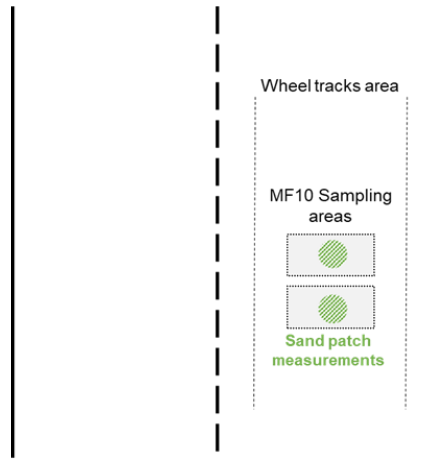 Wheel tracks area
MF10 Sampling
areas
Sand patch
measurements